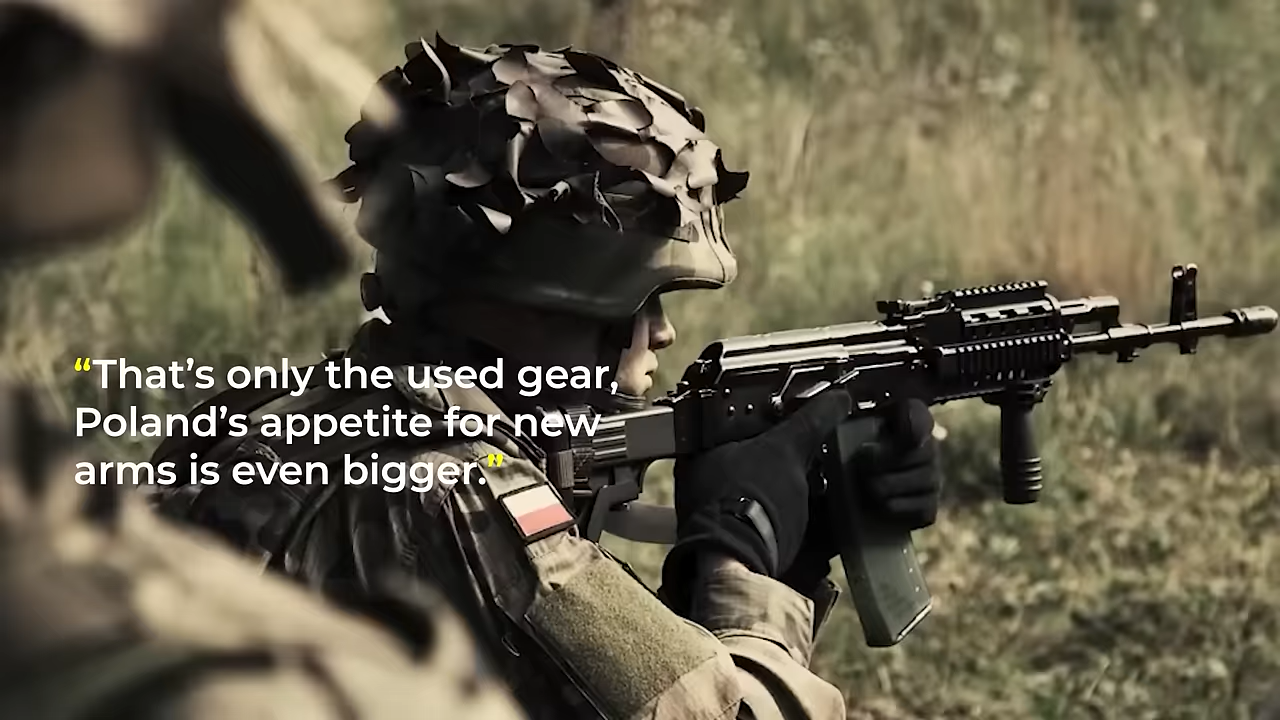 “That’s only the used gear,
Poland’s appetite for new
arms is even bigger.”